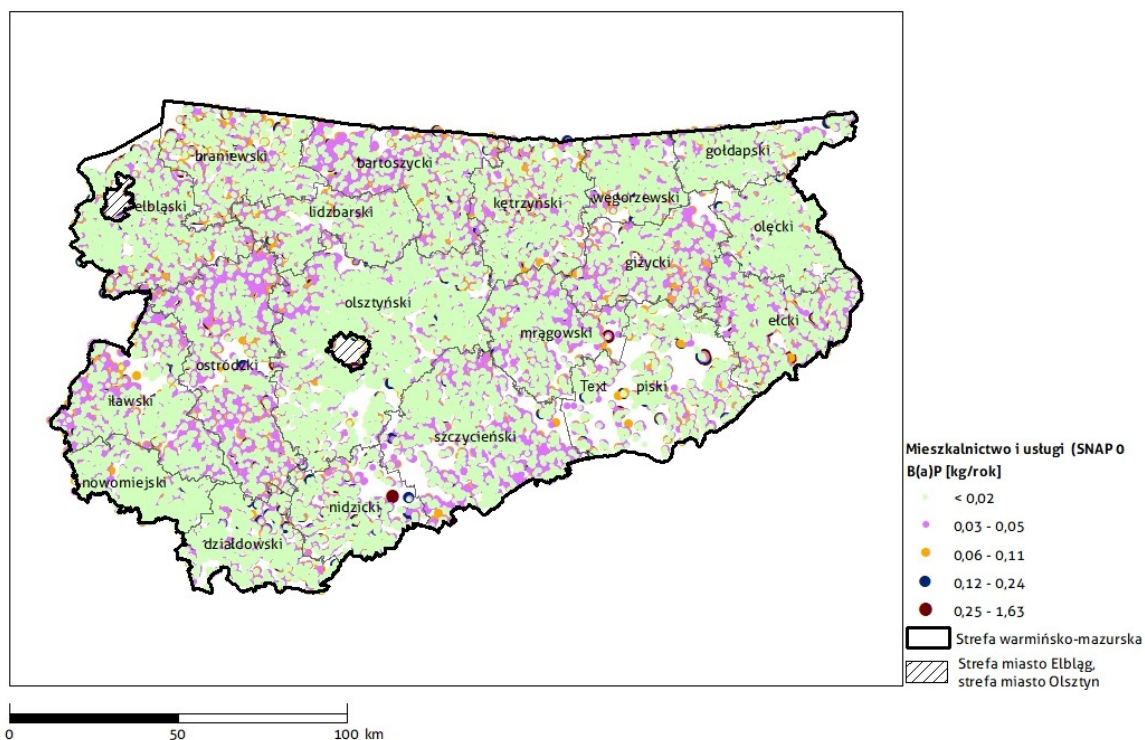 braniewski
bartoszycki
gołdapski
elbląski
lidzbarski
kętrzyński
węgorzewski
olęcki
giżycki
olsztyński
mrągowski
ełcki
ostródzki
Text
piski
iławski
szczycieński
nowomiejski
nidzicki
działdowski
Mieszkalnictwo i usługi (SNAP 0
B(a)P [kg/rok]
< 0,02
0,03 - 0,05
0,06 - 0,11
0,12 - 0,24
0,25 - 1,63
Strefa warmińsko-mazurska
Strefa miasto Elbląg,
strefa miasto Olsztyn
0 50 100 km